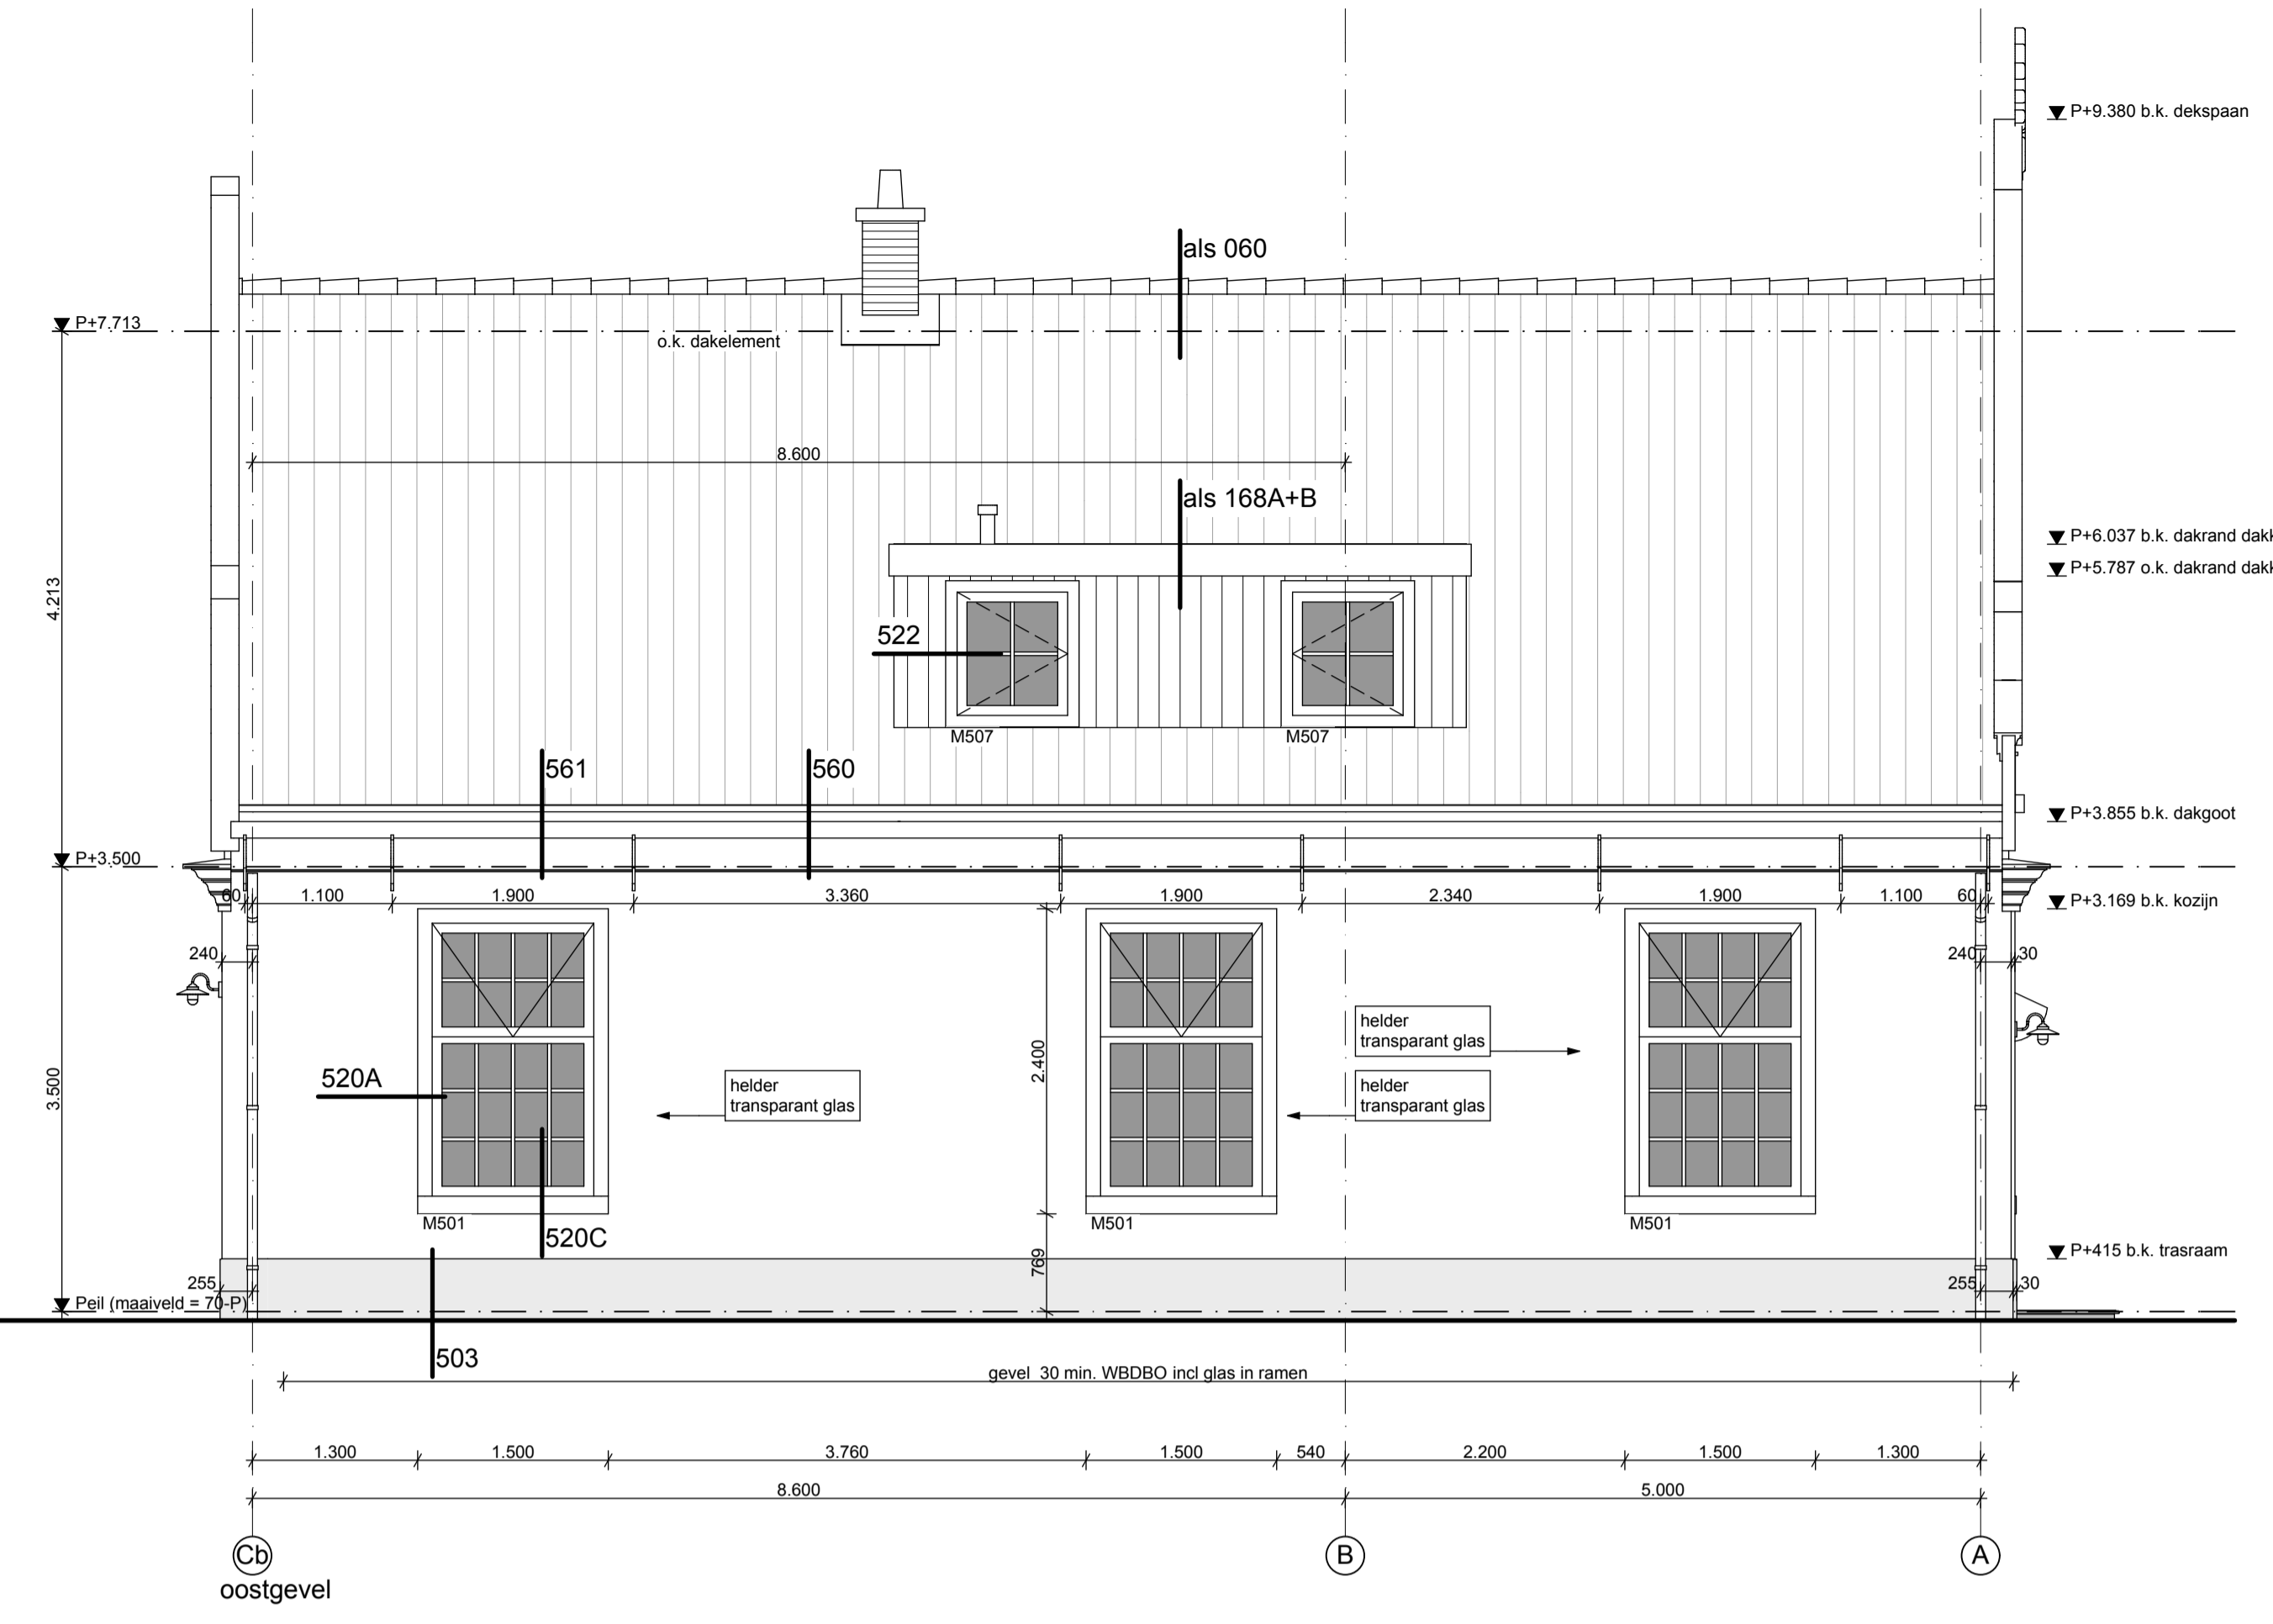 P+9.380 b.k. dekspaan
als 060
P+7.713
o.k. dakelement
8.600
als 168A+B
P+6.037 b.k. dakrand dakk
P+5.787 o.k. dakrand dakk
4.213
522
M507
M507
561
560
P+3.855 b.k. dakgoot
P+3.500
60
1.100
1.900
3.360
1.900
2.340
1.900
1.100
60
P+3.169 b.k. kozijn
240
240
30
helder
transparant glas
2.400
3.500
520A
helder
transparant glas
helder
transparant glas
M501
M501
M501
520C
769
P+415 b.k. trasraam
255
255
30
Peil (maaiveld = 70-P)
503
gevel 30 min. WBDBO incl glas in ramen
1.300
1.500
3.760
1.500
540
2.200
1.500
1.300
8.600
5.000
Cb
B
A
oostgevel